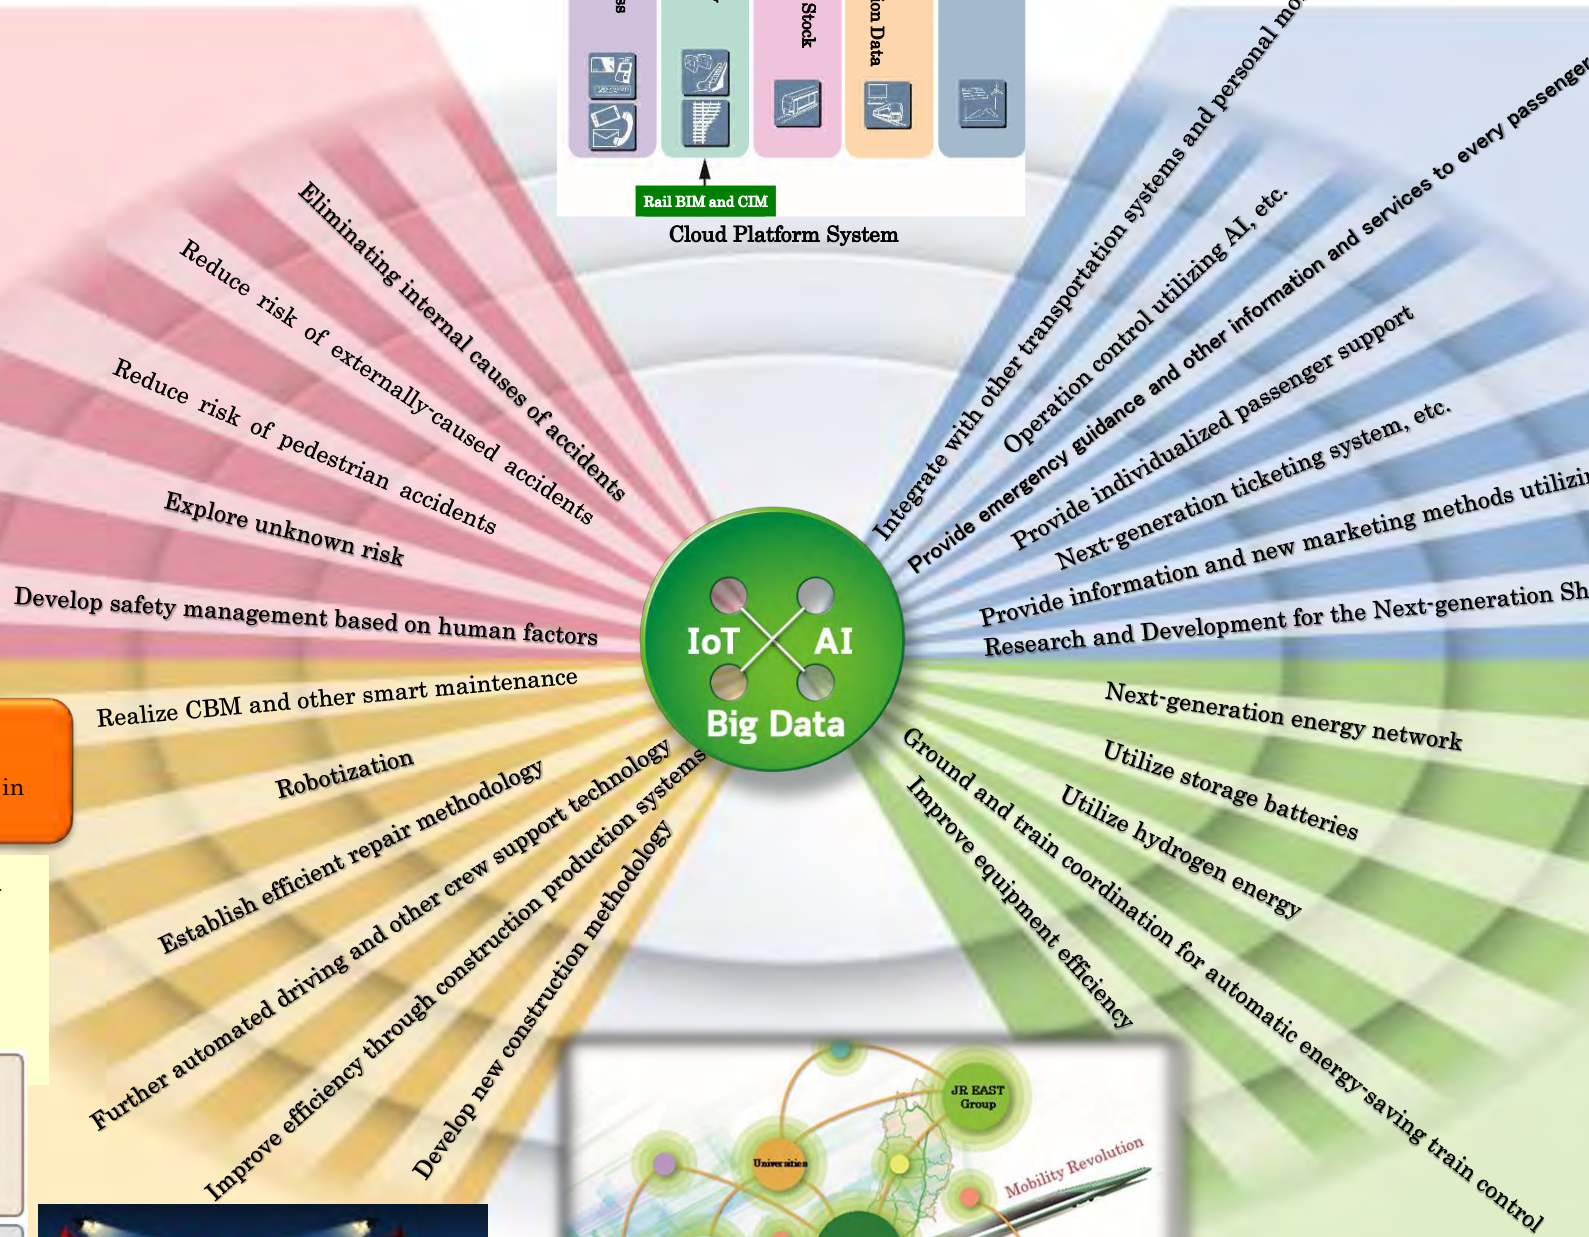 Stock
Data
Rail BIM and CIM
Cloud Platform System
Eliminating internal causes of accidents
Reduce risk of externally-caused accidents
Reduce risk of pedestrian accidents
Explore unknown risk
Develop safety management based on human factors
Integrate with other transportation systems and personal
Operation control utilizing AI, etc.
Provide emergency guidance and other information and services to every passenger
Provide individualized passenger support
Next-generation ticketing system, etc.
Provide information and new marketing methods
Research and Development for the Next-generation
IoT AI
Big Data
Realize CBM and other smart maintenance
Robotization
Establish efficient repair methodology
Further automated driving and other crew support technology
Improve efficiency through construction production systems
Develop new construction methodology
in
Next-generation energy network
Utilize storage batteries
Utilize hydrogen energy
Ground and train coordination for automatic energy-saving train control
Improve equipment efficiency
JR EAST
Group
Universities
Mobility Revolution